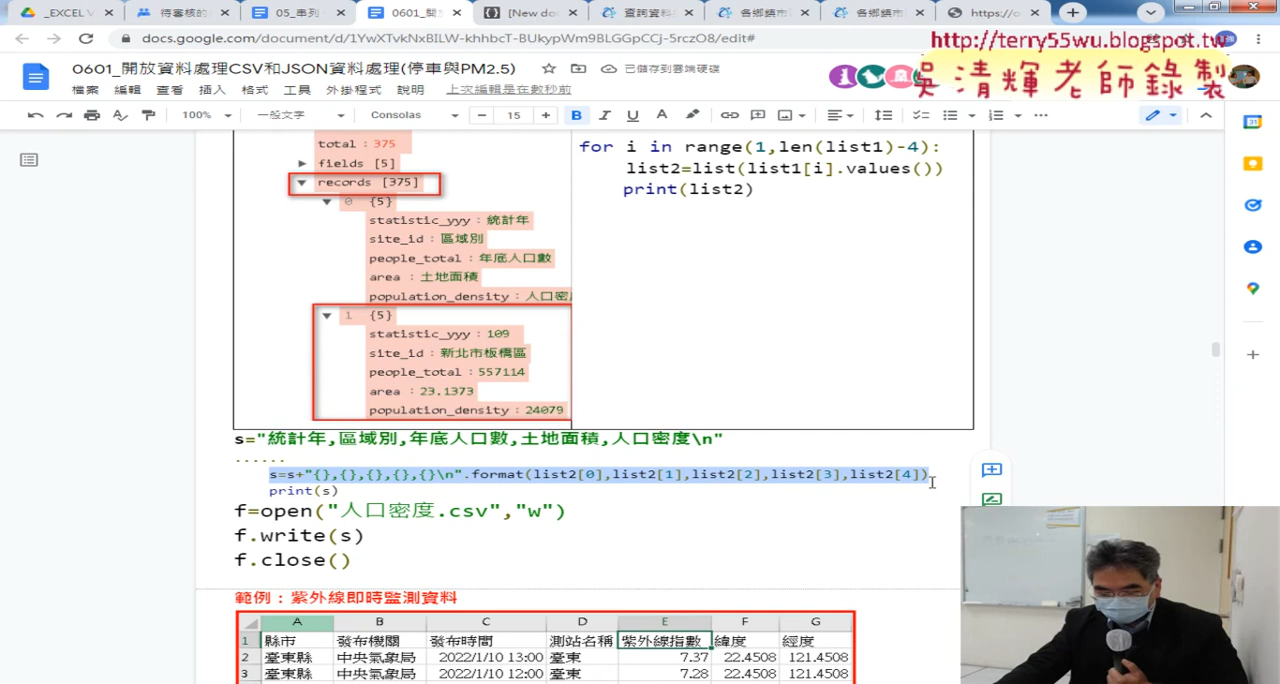 _EXCEL V
待審核的
05_串列
0601_開
[New do
查詢資料
各鄉鎮市
各鄉鎮市
https://o
docs.google.com/document/d/1YwXTvkNxBILW-khhbcT-BUkypWm9BLGGpCCj-5rczO8/edit#
http://terry55wu.blogspot.tw
吳清輝老師錄製
0601_開放資料處理CSV和JSON資料處理(停車與PM2.5)
已儲存到雲端硬碟
檔案 編輯 查看 插入 格式 工具 外掛程式 說明 上次編輯是在數秒前
100% 一般文字 Consolas 15 B I U A
total : 375
fields [5]
records [375]
0 {5}
statistic_yyy : 統計年
site_id : 區域別
people_total : 年底人口數
area : 土地面積
population_density : 人口密
1 {5}
statistic_yyy : 109
site_id : 新北市板橋區
people_total : 557114
area : 23.1373
population_density : 24079
for i in range(1,len(list1)-4):
list2=list(list1[i].values())
print(list2)
s="統計年,區域別,年底人口數,土地面積,人口密度\n"
......
s=s+"{},{},{},{},{}\n".format(list2[0],list2[1],list2[2],list2[3],list2[4])
print(s)
f=open("人口密度.csv","w")
f.write(s)
f.close()
範例：紫外線即時監測資料
A B C D E F G
1 縣市 發布機關 發布時間 測站名稱 紫外線指數 緯度 經度
2 臺東縣 中央氣象局 2022/1/10 13:00 臺東 7.37 22.4508 121.4508
3 臺東縣 中央氣象局 2022/1/10 12:00 臺東 7.28 22.4508 121.4508